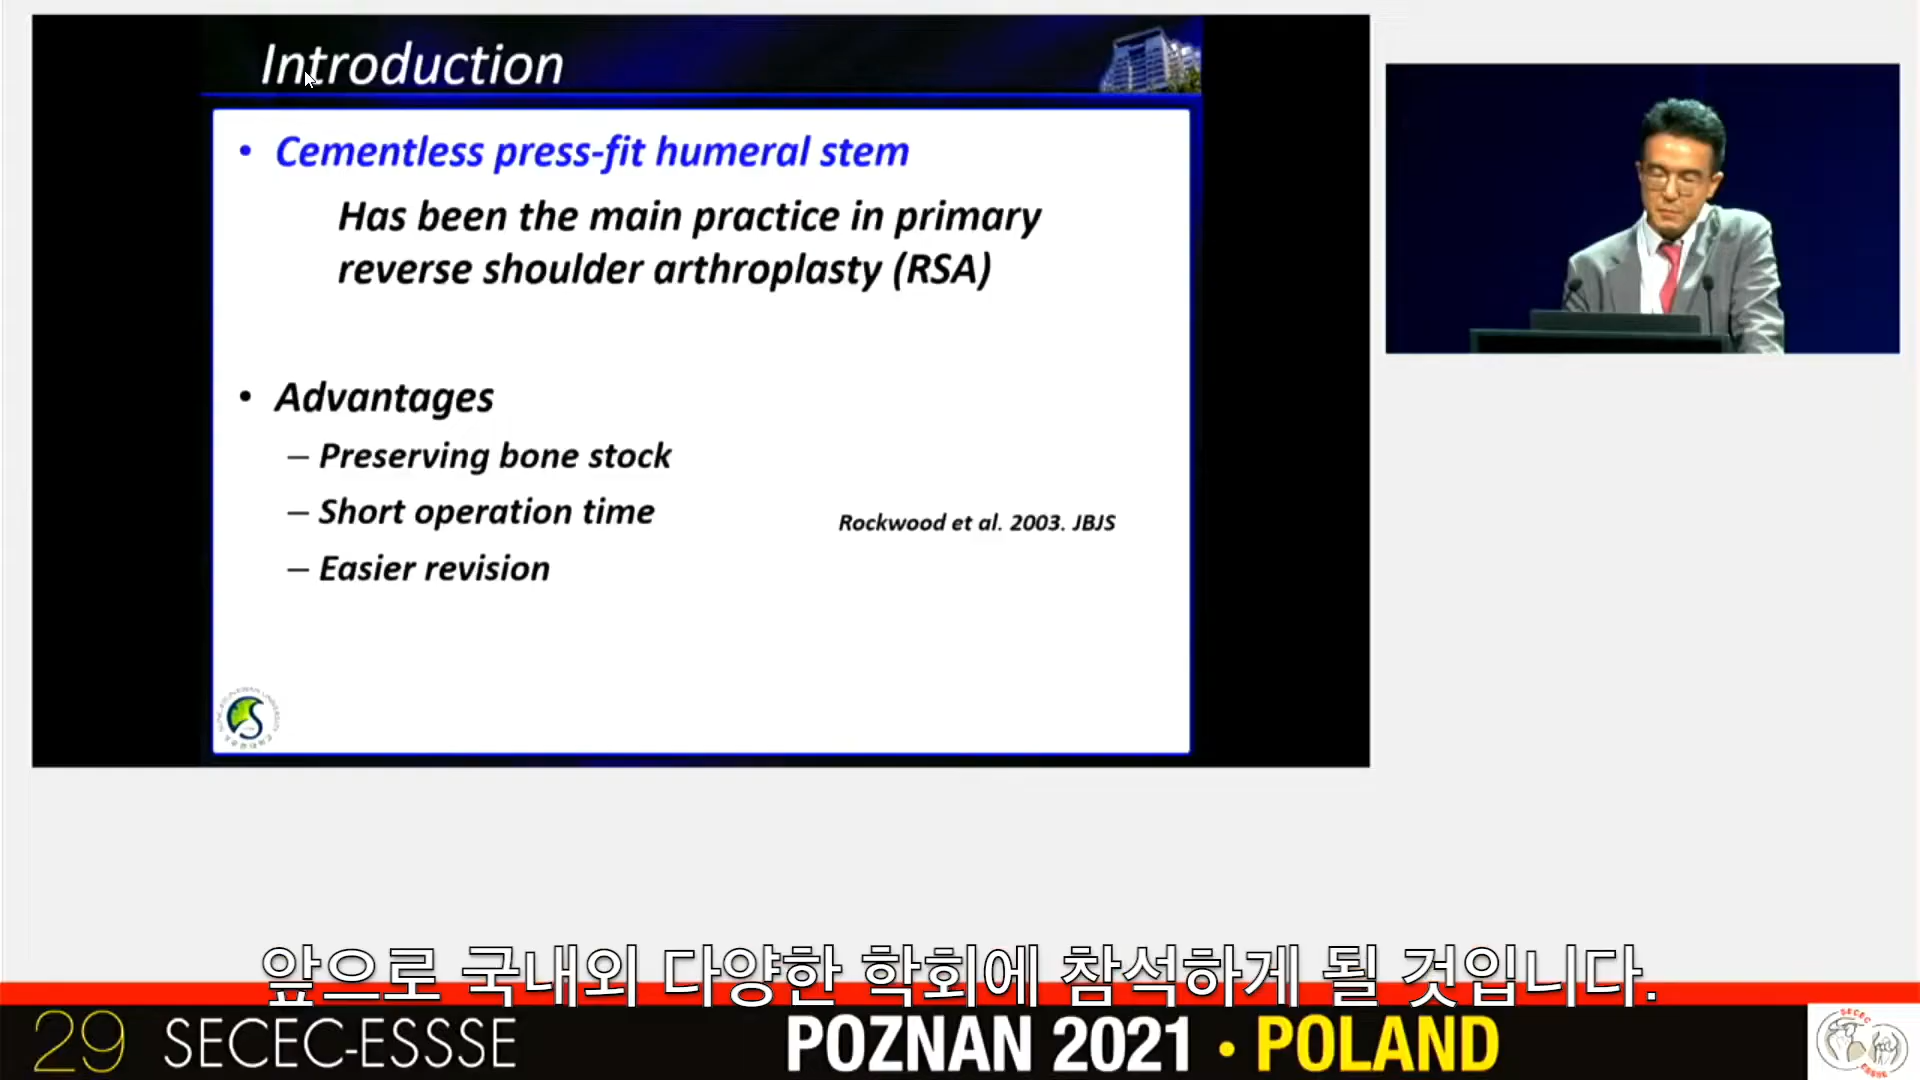 Introduction
• Cementless press-fit humeral stem
Has been the main practice in primary
reverse shoulder arthroplasty (RSA)
• Advantages
– Preserving bone stock
– Short operation time
Rockwood et al. 2003. JBJS
– Easier revision
앞으로 국내외 다양한 학회에 참석하게 될 것입니다.
29 SECEC-ESSSE
POZNAN 2021 • POLAND
SECEC
ESSSE